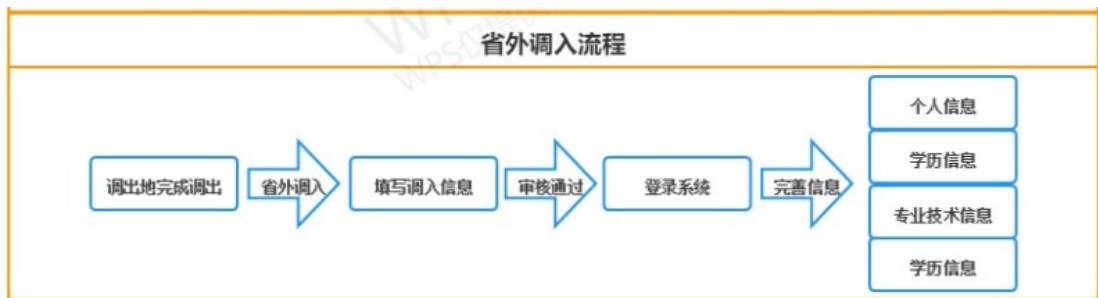 省外调入流程
调出地完成调出
省外调入
填写调入信息
审核通过
登录系统
完善信息
个人信息
学历信息
专业技术信息
学历信息